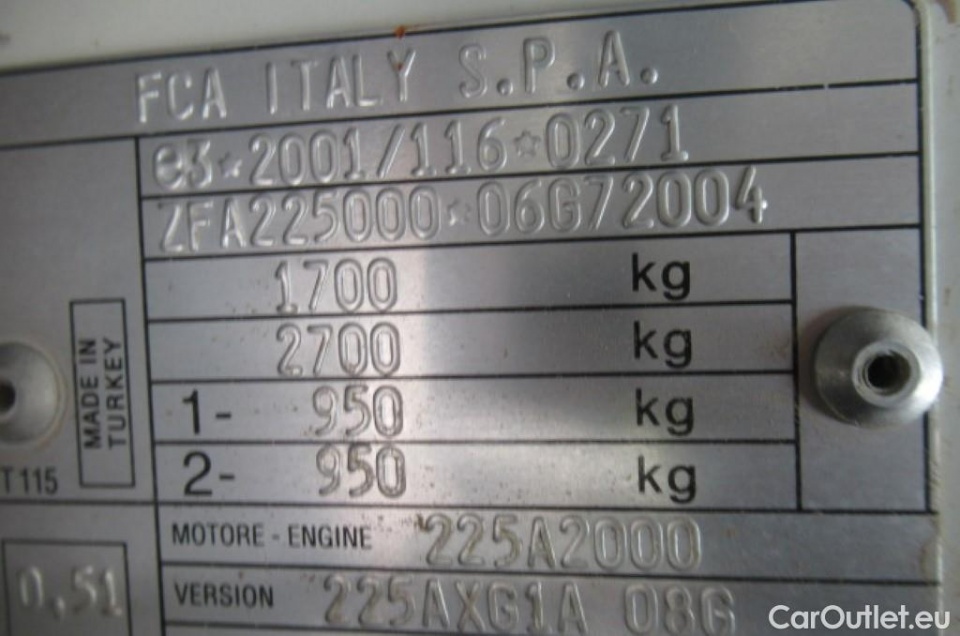 FCA ITALY S.P.A.
e3*2001/116*0271
ZFA225000*06G72004
1700 kg
2700 kg
1- 950 kg
2- 950 kg
MADE IN
TURKEY
T 115
MOTORE - ENGINE 225A2000
0,51
VERSION 225AXG1A 08G
CarOutlet.eu